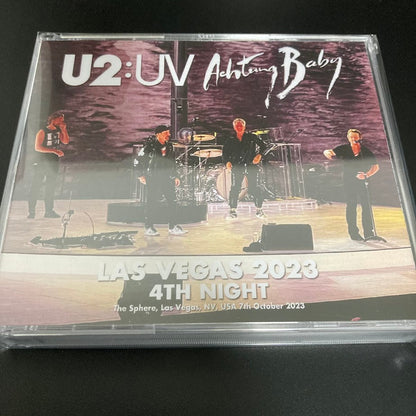 U2:UV Achtung Baby
LAS VEGAS 2023
4TH NIGHT
The Sphere, Las Vegas, NV, USA 7th October 2023